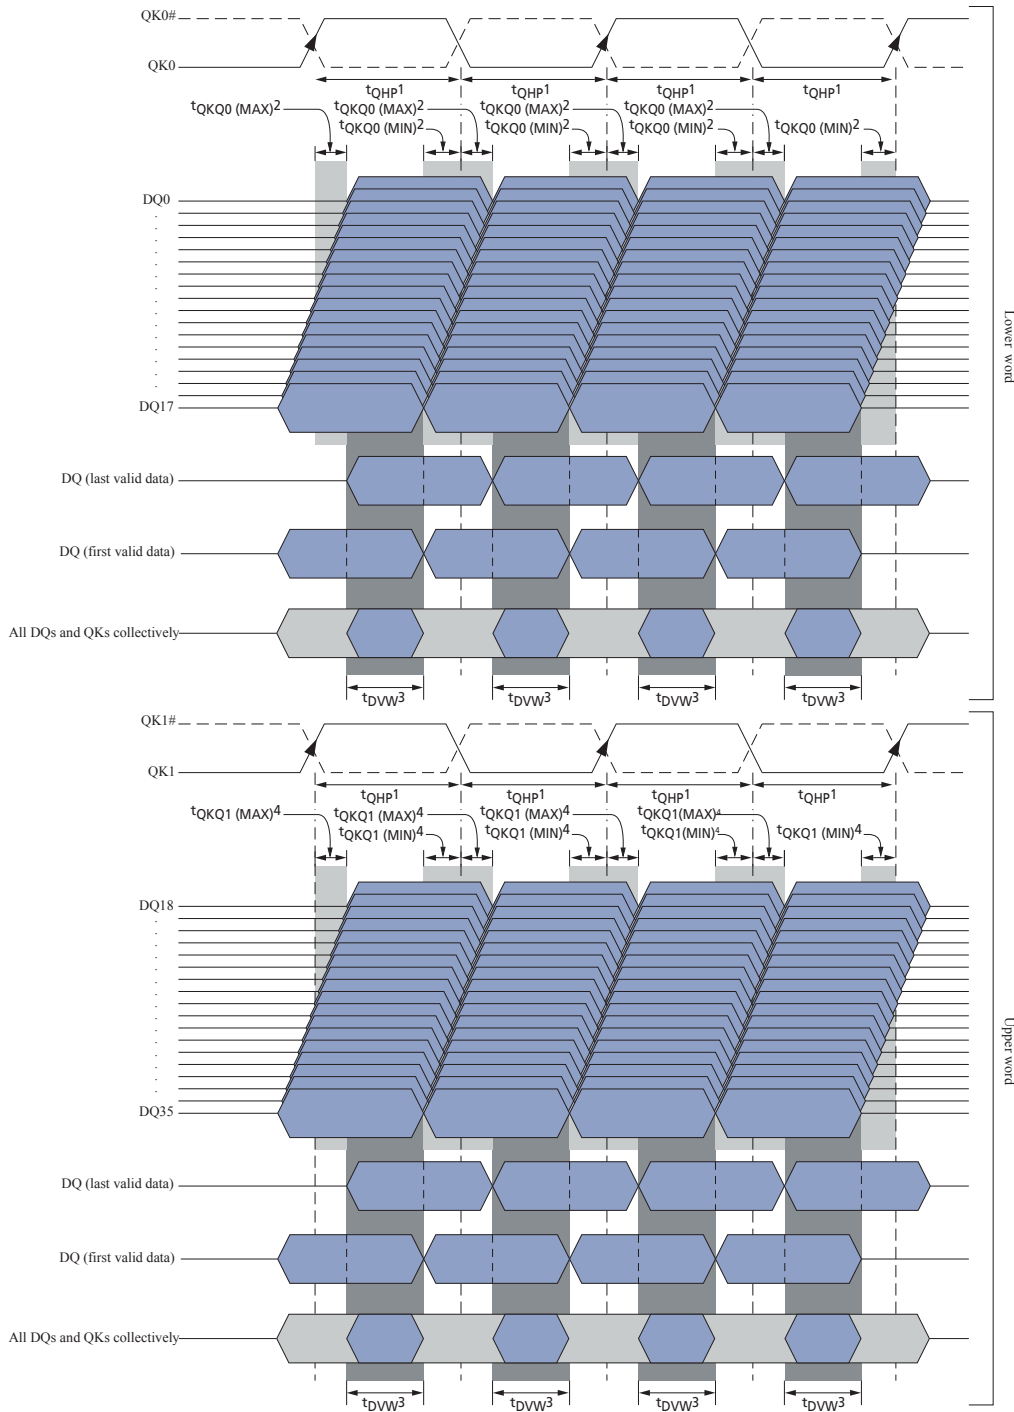 QK0#
QK0
tQHP1 tQHP1 tQHP1 tQHP1
tQKQ0 (MAX)2 tQKQ0 (MAX)2 tQKQ0 (MAX)2 tQKQ0 (MAX)2
tQKQ0 (MIN)2 tQKQ0 (MIN)2 tQKQ0 (MIN)2 tQKQ0 (MIN)2
DQ0
DQ17
Lower word
DQ (last valid data)
DQ (first valid data)
All DQs and QKs collectively
tDVW3 tDVW3 tDVW3 tDVW3
QK1#
QK1
tQHP1 tQHP1 tQHP1 tQHP1
tQKQ1 (MAX)4 tQKQ1 (MAX)4 tQKQ1 (MAX)4 tQKQ1(MAX)4
tQKQ1 (MIN)4 tQKQ1 (MIN)4 tQKQ1(MIN)4 tQKQ1 (MIN)4
DQ18
DQ35
Upper word
DQ (last valid data)
DQ (first valid data)
All DQs and QKs collectively
tDVW3 tDVW3 tDVW3 tDVW3